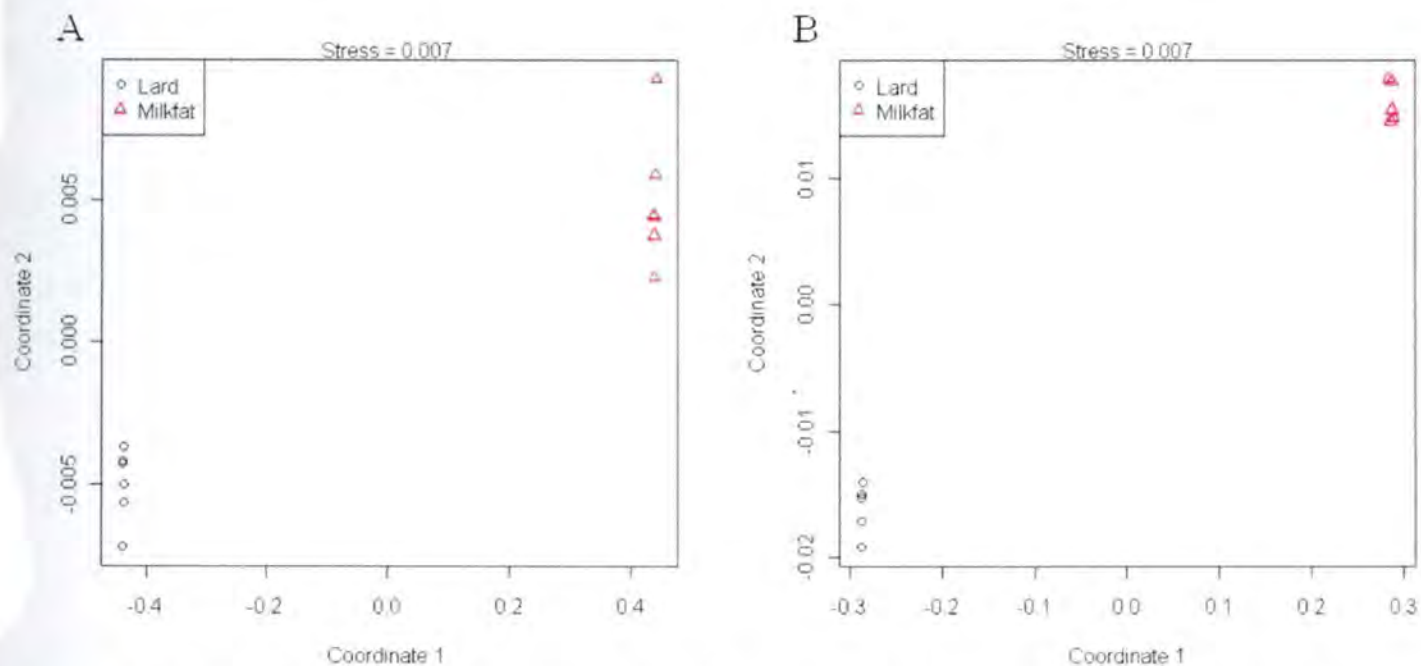 A
Stress = 0.007
Lard
Milkfat
Coordinate 2
0.005
0.000
-0.005
-0.4
-0.2
0.0
0.2
0.4
Coordinate 1
B
Stress = 0.007
Lard
Milkfat
Coordinate 2
0.01
0.00
-0.01
-0.02
-0.3
-0.2
-0.1
0.0
0.1
0.2
0.3
Coordinate 1